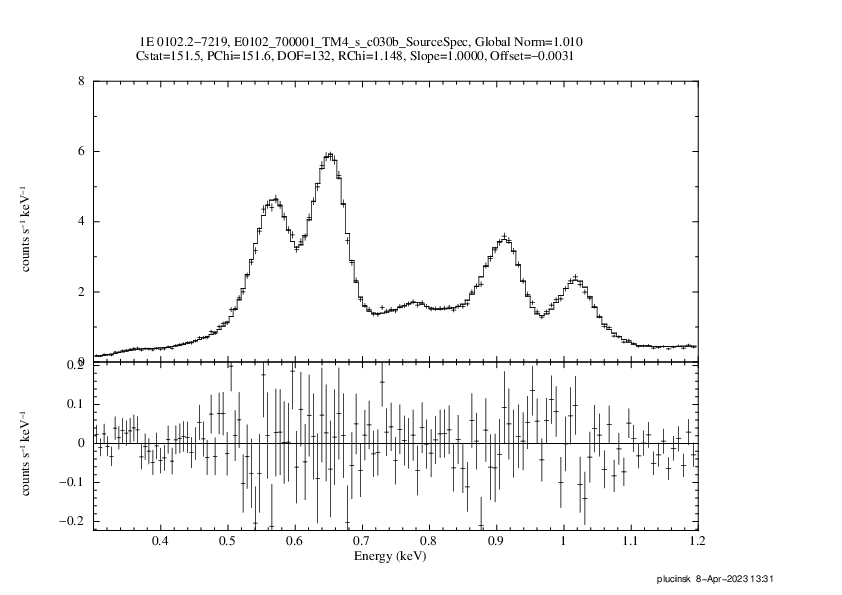 1E 0102.2−7219, E0102_700001_TM4_s_c030b_SourceSpec, Global Norm=1.010
Cstat=151.5, PChi=151.6, DOF=132, RChi=1.148, Slope=1.0000, Offset=−0.0031
8
6
4
2
0
counts s⁻¹ keV⁻¹
0.2
0.1
0
−0.1
−0.2
counts s⁻¹ keV⁻¹
0.4 0.5 0.6 0.7 0.8 0.9 1 1.1 1.2
Energy (keV)
plucinsk 8−Apr−2023 13:31